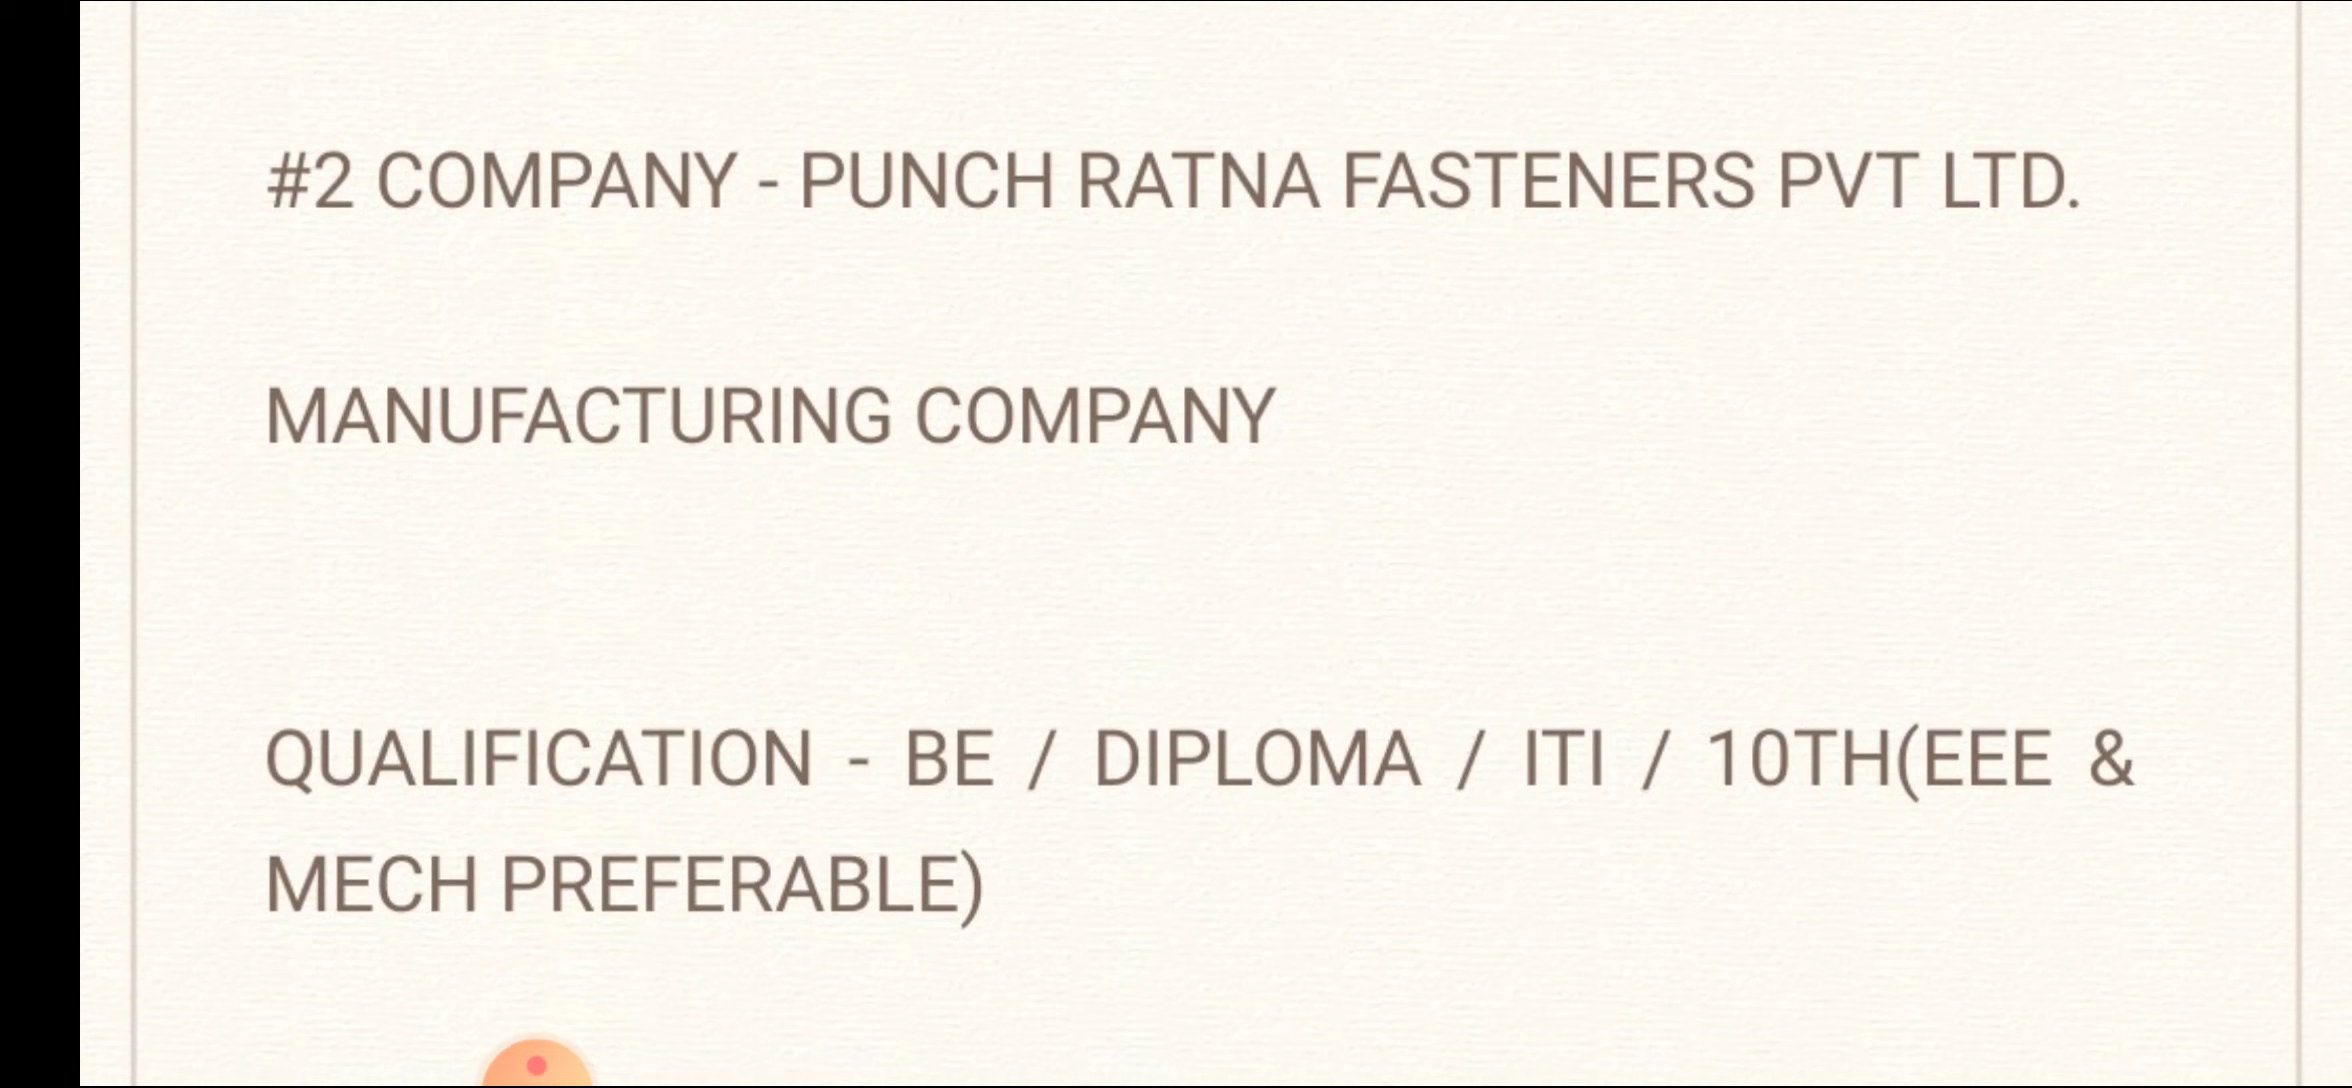 #2 COMPANY - PUNCH RATNA FASTENERS PVT LTD.
MANUFACTURING COMPANY
QUALIFICATION - BE / DIPLOMA / ITI / 10TH(EEE &
MECH PREFERABLE)